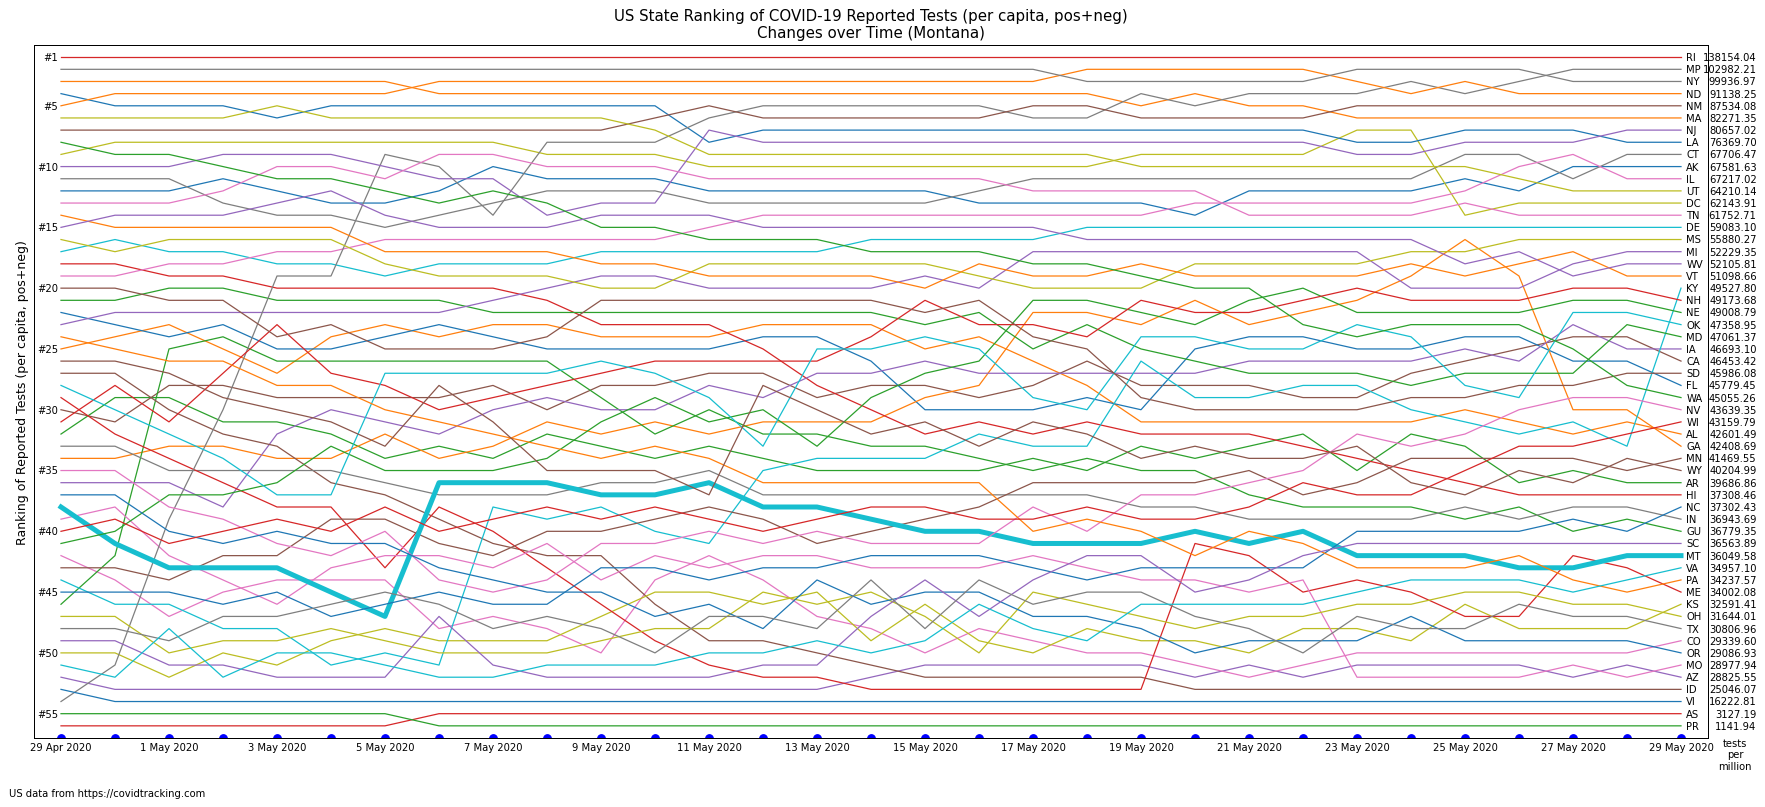 US State Ranking of COVID-19 Reported Tests (per capita, pos+neg)
Changes over Time (Montana)
Ranking of Reported Tests (per capita, pos+neg)
#1
#5
#10
#15
#20
#25
#30
#35
#40
#45
#50
#55
RI 138154.04
MP 102982.21
NY 99936.97
ND 91138.25
NM 87534.08
MA 82271.35
NJ 80657.02
LA 76369.70
CT 67706.47
AK 67581.63
IL 67217.02
UT 64210.14
DC 62143.91
TN 61752.71
DE 59083.10
MS 55880.27
MI 52229.35
WV 52105.81
VT 51098.66
KY 49527.80
NH 49173.68
NE 49008.79
OK 47358.95
MD 47061.37
IA 46693.10
CA 46453.42
SD 45986.08
FL 45779.45
WA 45055.26
NV 43639.35
WI 43159.79
AL 42601.49
GA 42408.69
MN 41469.55
WY 40204.99
AR 39686.86
HI 37308.46
NC 37302.43
IN 36943.69
GU 36779.35
SC 36563.89
MT 36049.58
VA 34957.10
PA 34237.57
ME 34002.08
KS 32591.41
OH 31644.01
TX 30806.96
CO 29339.60
OR 29086.93
MO 28977.94
AZ 28825.55
ID 25046.07
VI 16222.81
AS 3127.19
PR 1141.94
29 Apr 2020 1 May 2020 3 May 2020 5 May 2020 7 May 2020 9 May 2020 11 May 2020 13 May 2020 15 May 2020 17 May 2020 19 May 2020 21 May 2020 23 May 2020 25 May 2020 27 May 2020 29 May 2020
tests
per
million
US data from https://covidtracking.com